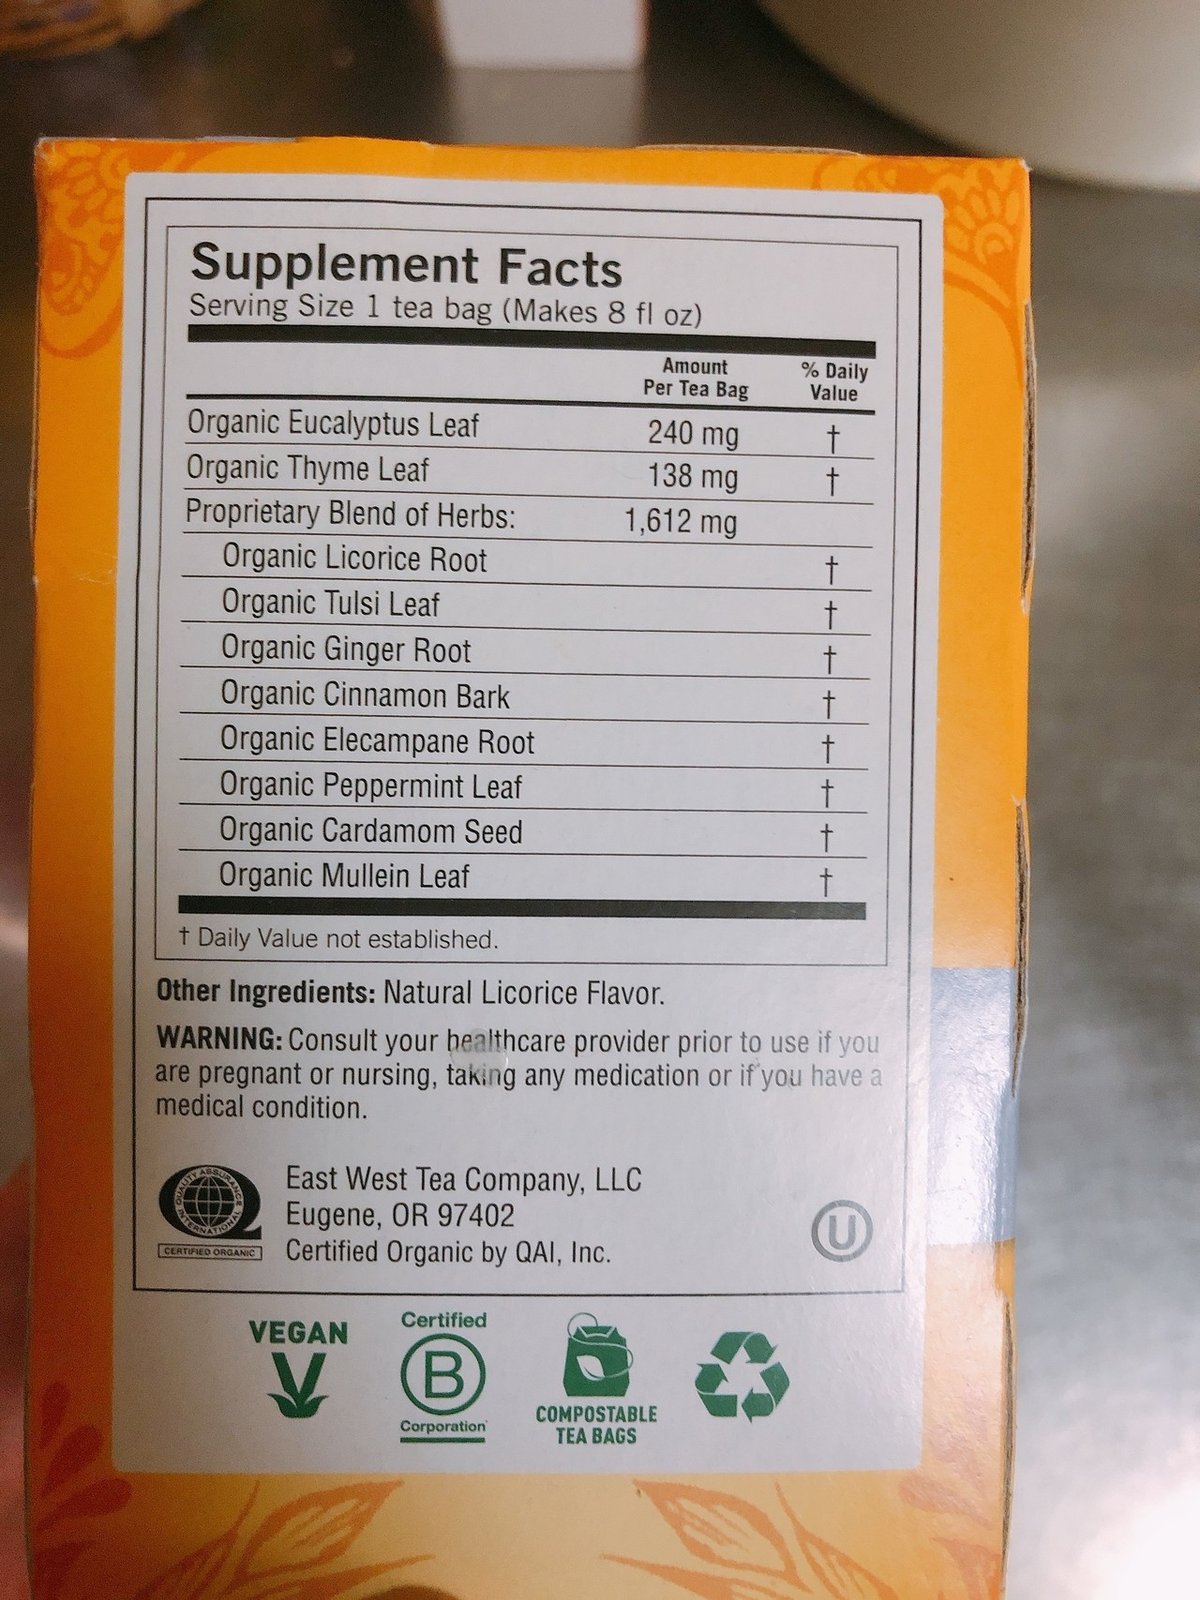 Supplement Facts
Serving Size 1 tea bag (Makes 8 fl oz)
Amount Per Tea Bag % Daily Value
Organic Eucalyptus Leaf 240 mg †
Organic Thyme Leaf 138 mg †
Proprietary Blend of Herbs: 1,612 mg
Organic Licorice Root †
Organic Tulsi Leaf †
Organic Ginger Root †
Organic Cinnamon Bark †
Organic Elecampane Root †
Organic Peppermint Leaf †
Organic Cardamom Seed †
Organic Mullein Leaf †
† Daily Value not established.
Other Ingredients: Natural Licorice Flavor.
WARNING: Consult your healthcare provider prior to use if you
are pregnant or nursing, taking any medication or if you have a
medical condition.
QUALITY ASSURANCE
INTERNATIONAL
CERTIFIED ORGANIC
East West Tea Company, LLC
Eugene, OR 97402
Certified Organic by QAI, Inc.
U
VEGAN
V
Certified
B
Corporation
COMPOSTABLE
TEA BAGS